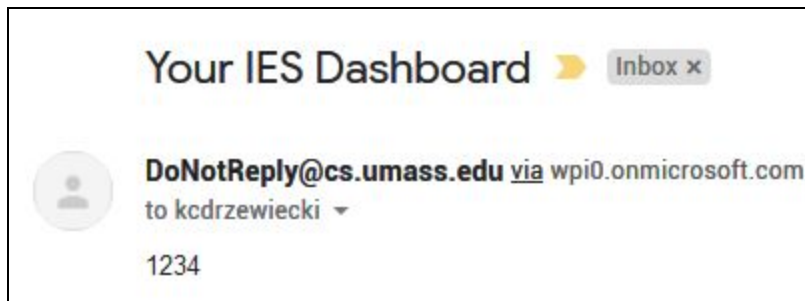 Your IES Dashboard Inbox ×
DoNotReply@cs.umass.edu via wpi0.onmicrosoft.com
to kcdrzewiecki
1234